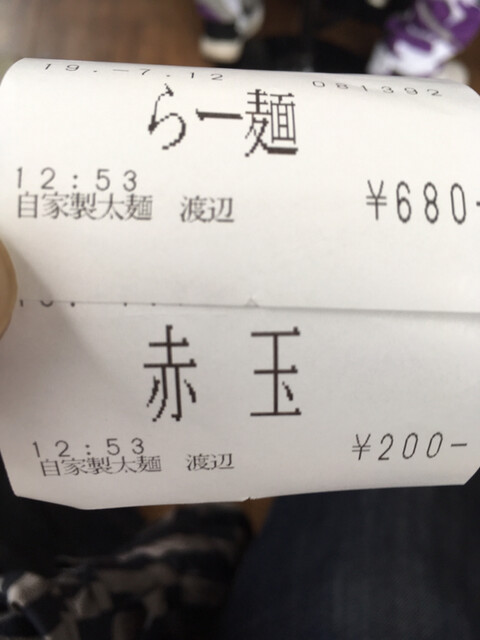 19.-7.12 081392
らー麺
12:53
自家製太麺 渡辺 ¥680-
赤玉
12:53
自家製太麺 渡辺 ¥200-